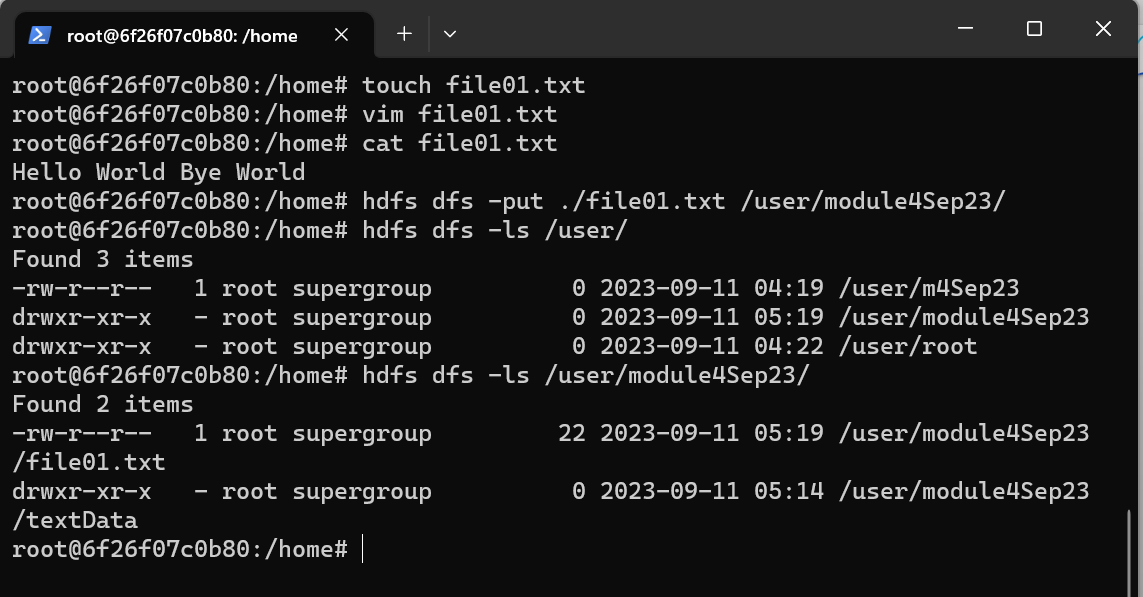 root@6f26f07c0b80: /home
root@6f26f07c0b80:/home# touch file01.txt
root@6f26f07c0b80:/home# vim file01.txt
root@6f26f07c0b80:/home# cat file01.txt
Hello World Bye World
root@6f26f07c0b80:/home# hdfs dfs -put ./file01.txt /user/module4Sep23/
root@6f26f07c0b80:/home# hdfs dfs -ls /user/
Found 3 items
-rw-r--r--   1 root supergroup          0 2023-09-11 04:19 /user/m4Sep23
drwxr-xr-x   - root supergroup          0 2023-09-11 05:19 /user/module4Sep23
drwxr-xr-x   - root supergroup          0 2023-09-11 04:22 /user/root
root@6f26f07c0b80:/home# hdfs dfs -ls /user/module4Sep23/
Found 2 items
-rw-r--r--   1 root supergroup         22 2023-09-11 05:19 /user/module4Sep23
/file01.txt
drwxr-xr-x   - root supergroup          0 2023-09-11 05:14 /user/module4Sep23
/textData
root@6f26f07c0b80:/home#